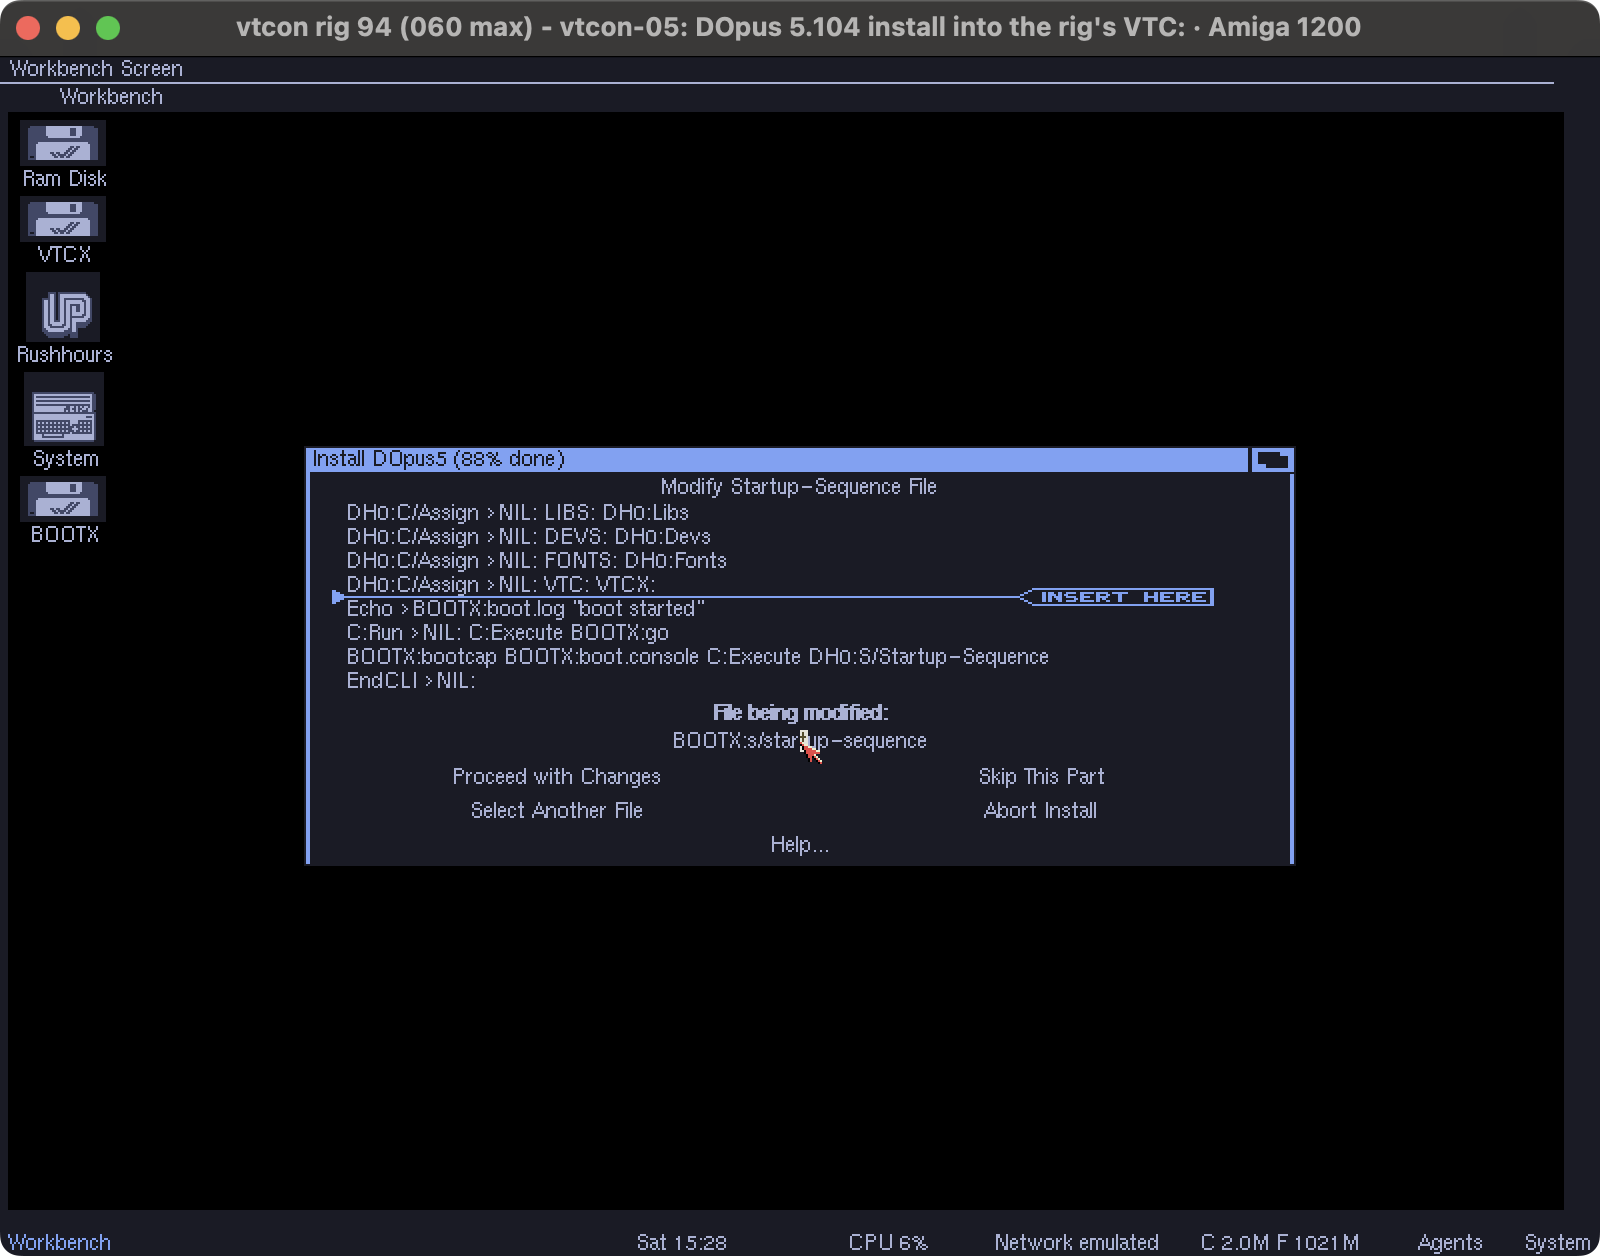 vtcon rig 94 (060 max) - vtcon-05: DOpus 5.104 install into the rig's VTC: · Amiga 1200
Workbench Screen
Workbench
Ram Disk
VTCX
Rushhours
System
BOOTX
Install DOpus5 (88% done)
Modify Startup-Sequence File
DH0:C/Assign >NIL: LIBS: DH0:Libs
DH0:C/Assign >NIL: DEVS: DH0:Devs
DH0:C/Assign >NIL: FONTS: DH0:Fonts
DH0:C/Assign >NIL: VTC: VTCX:
INSERT HERE
Echo >BOOTX:boot.log "boot started"
C:Run >NIL: C:Execute BOOTX:go
BOOTX:bootcap BOOTX:boot.console C:Execute DH0:S/Startup-Sequence
EndCLI >NIL:
File being modified:
BOOTX:s/startup-sequence
Proceed with Changes
Skip This Part
Select Another File
Abort Install
Help...
Workbench
Sat 15:28
CPU 6%
Network emulated
C 2.0M F 1021M
Agents
System